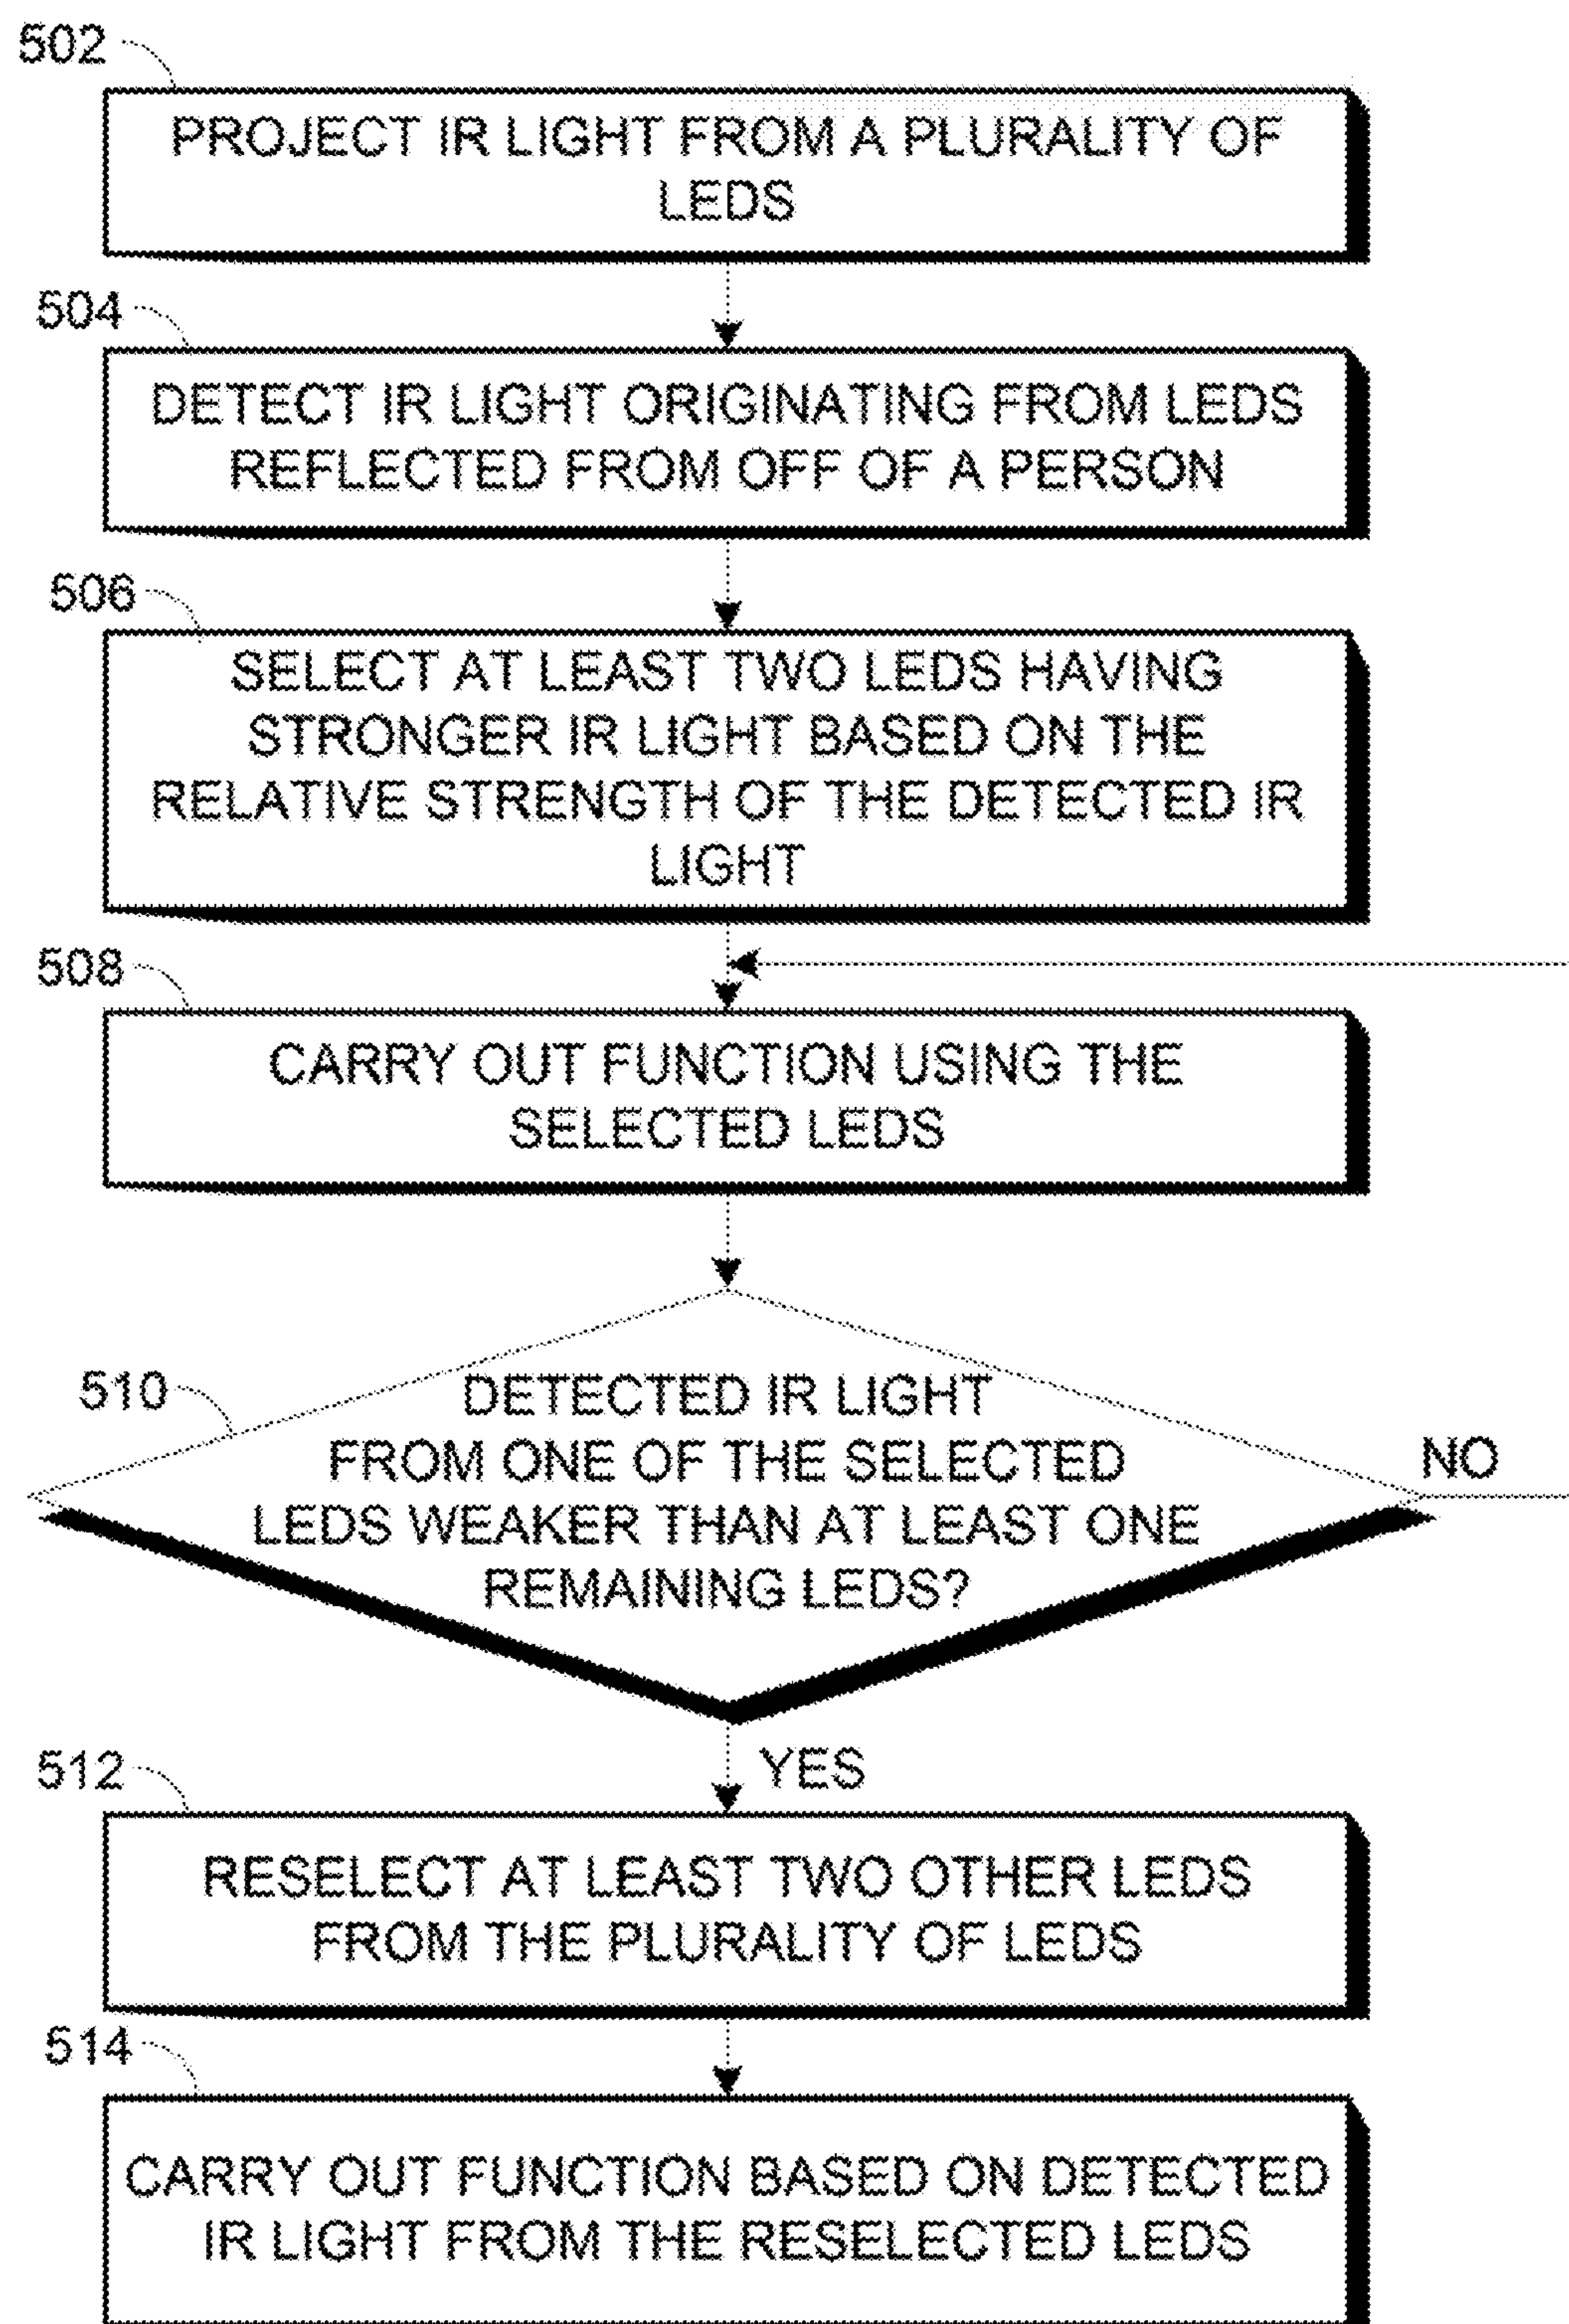 502
PROJECT IR LIGHT FROM A PLURALITY OF
LEDS
504
DETECT IR LIGHT ORIGINATING FROM LEDS
REFLECTED FROM OFF OF A PERSON
506
SELECT AT LEAST TWO LEDS HAVING
STRONGER IR LIGHT BASED ON THE
RELATIVE STRENGTH OF THE DETECTED IR
LIGHT
508
CARRY OUT FUNCTION USING THE
SELECTED LEDS
510
DETECTED IR LIGHT
FROM ONE OF THE SELECTED
LEDS WEAKER THAN AT LEAST ONE
REMAINING LEDS?
NO
YES
512
RESELECT AT LEAST TWO OTHER LEDS
FROM THE PLURALITY OF LEDS
514
CARRY OUT FUNCTION BASED ON DETECTED
IR LIGHT FROM THE RESELECTED LEDS